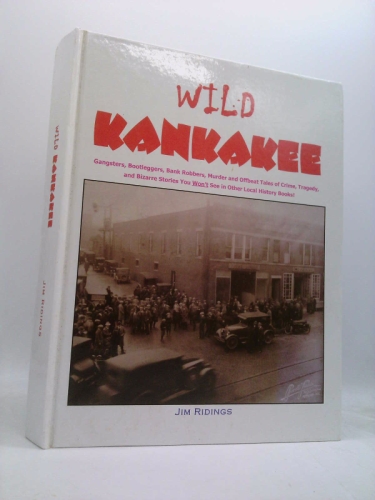 WILD
KANKAKEE
Gangsters, Bootleggers, Bank Robbers, Murder and Offbeat Tales of Crime, Tragedy,
and Bizarre Stories You Won't See in Other Local History Books!
JIM RIDINGS
WILD KANKAKEE
JIM RIDINGS